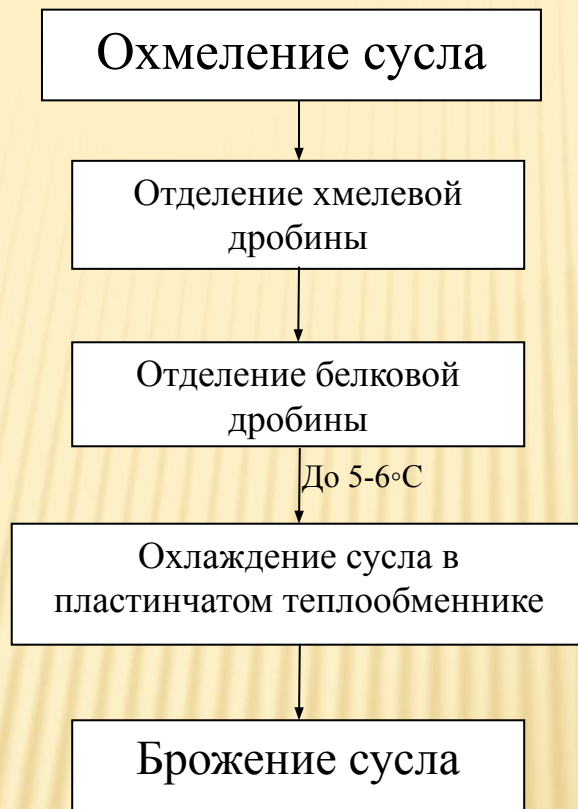 Охмеление сусла
Отделение хмелевой
дробины
Отделение белковой
дробины
До 5-6◦С
Охлаждение сусла в
пластинчатом теплообменнике
Брожение сусла